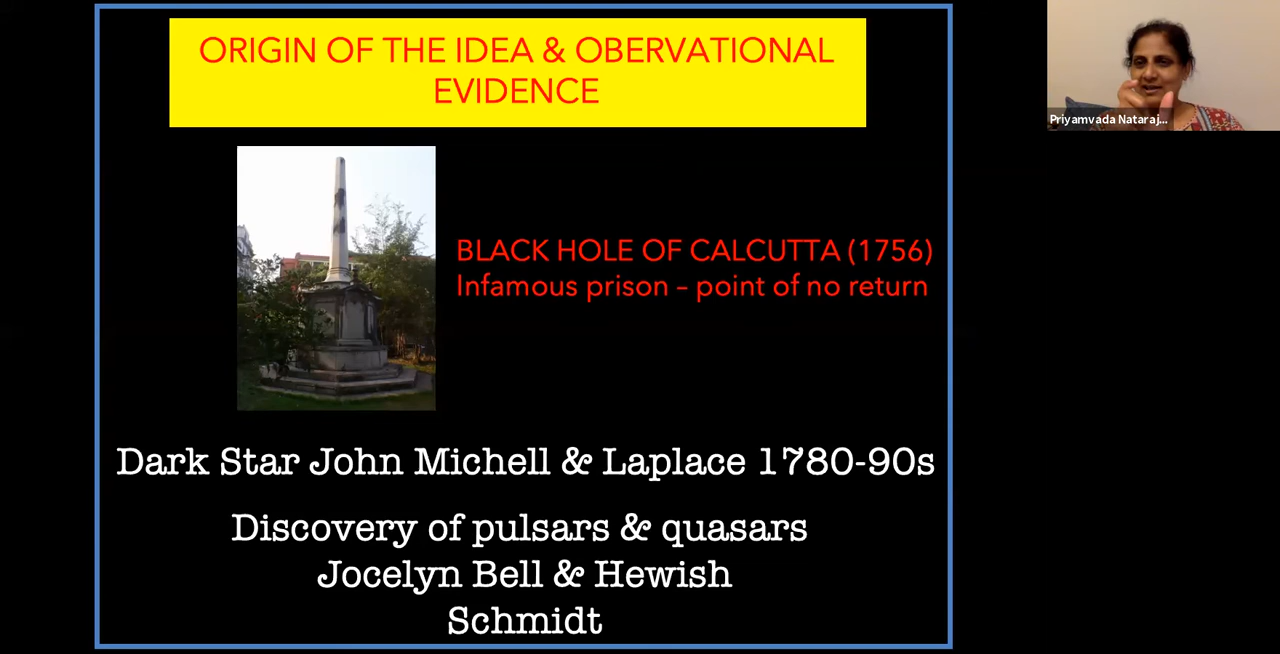 ORIGIN OF THE IDEA & OBERVATIONAL
EVIDENCE
BLACK HOLE OF CALCUTTA (1756)
Infamous prison – point of no return
Dark Star John Michell & Laplace 1780-90s
Discovery of pulsars & quasars
Jocelyn Bell & Hewish
Schmidt
Priyamvada Nataraj...